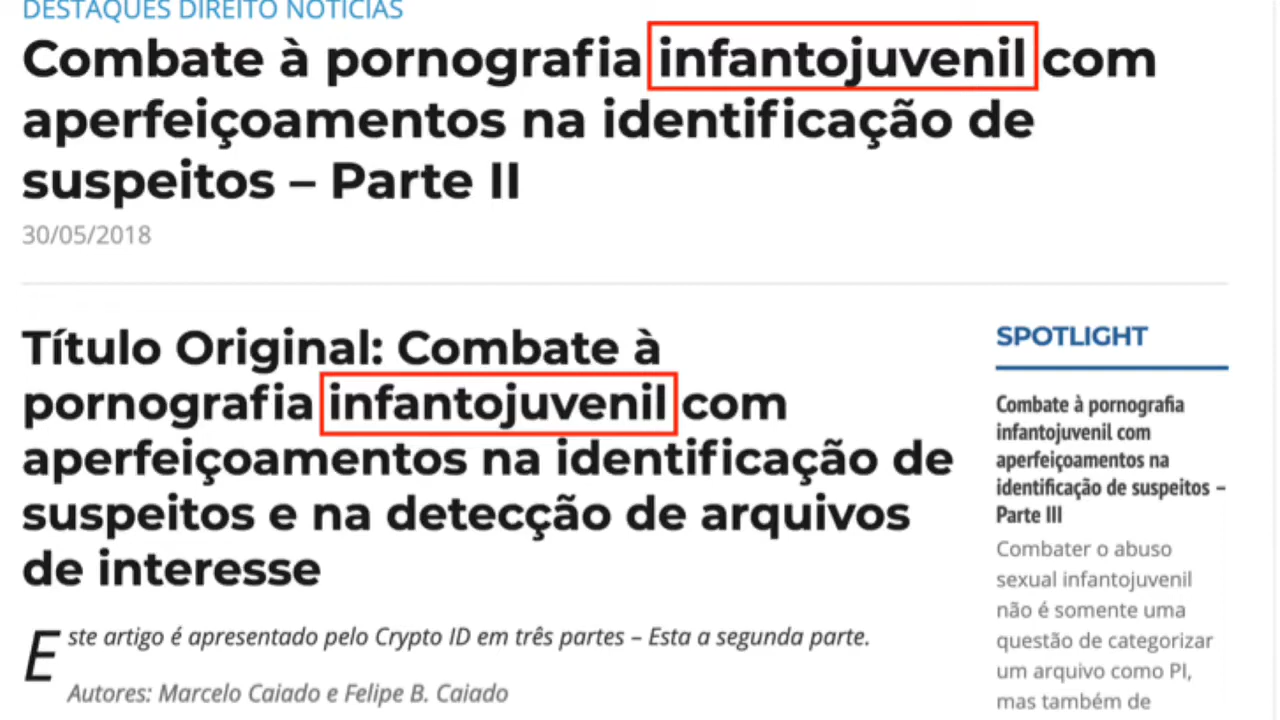 DESTAQUES DIREITO NOTÍCIAS
Combate à pornografia infantojuvenil com
aperfeiçoamentos na identificação de
suspeitos – Parte II
30/05/2018
Título Original: Combate à
pornografia infantojuvenil com
aperfeiçoamentos na identificação de
suspeitos e na detecção de arquivos
de interesse
Este artigo é apresentado pelo Crypto ID em três partes – Esta a segunda parte.
Autores: Marcelo Caiado e Felipe B. Caiado
SPOTLIGHT
Combate à pornografia
infantojuvenil com
aperfeiçoamentos na
identificação de suspeitos –
Parte III
Combater o abuso
sexual infantojuvenil
não é somente uma
questão de categorizar
um arquivo como PI,
mas também de